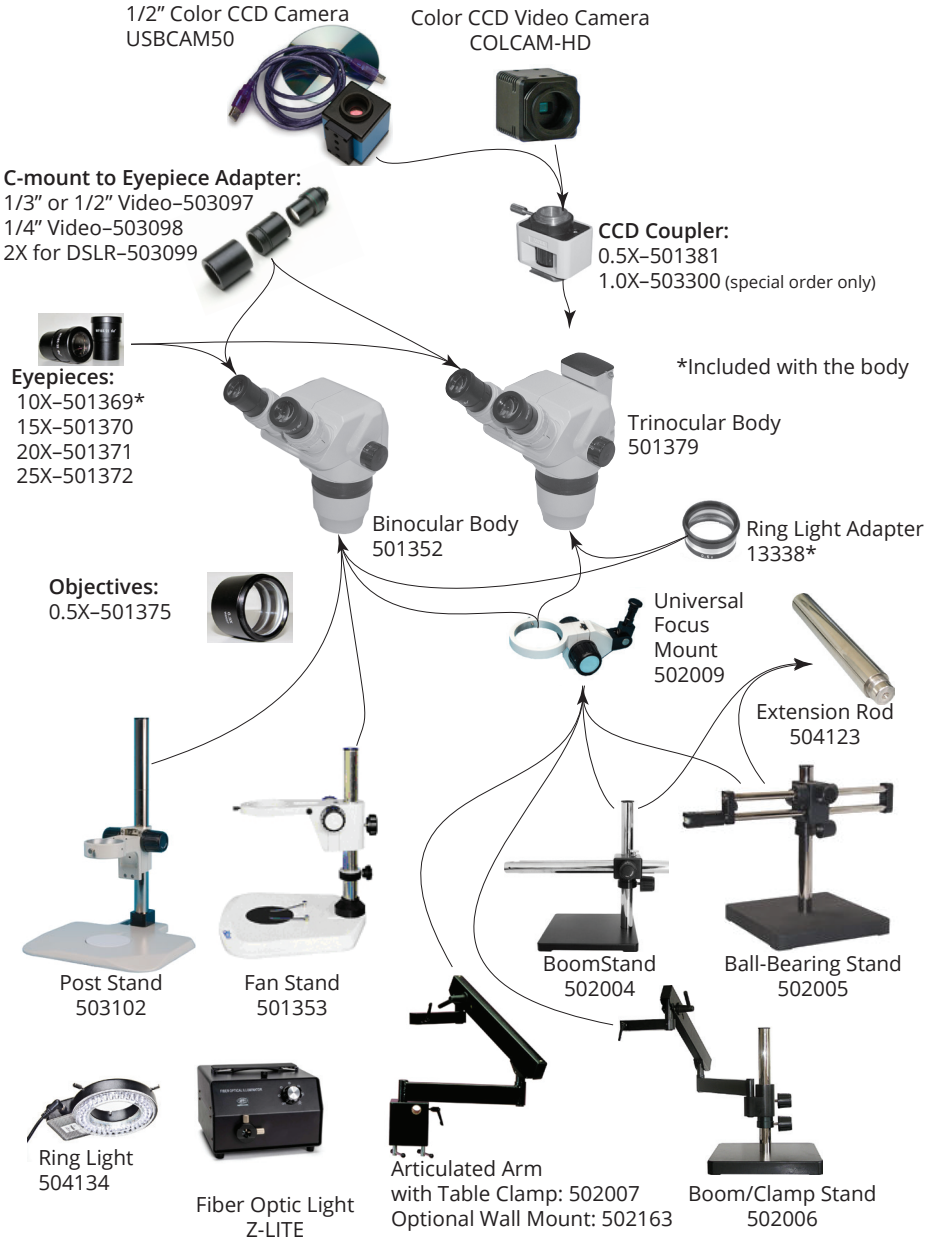 1/2” Color CCD Camera
USBCAM50
Color CCD Video Camera
COLCAM-HD
C-mount to Eyepiece Adapter:
1/3” or 1/2” Video–503097
1/4” Video–503098
2X for DSLR–503099
CCD Coupler:
0.5X–501381
1.0X–503300 (special order only)
*Included with the body
Eyepieces:
10X–501369*
15X–501370
20X–501371
25X–501372
Trinocular Body
501379
Binocular Body
501352
Ring Light Adapter
13338*
Objectives:
0.5X–501375
Universal
Focus
Mount
502009
Extension Rod
504123
Post Stand
503102
Fan Stand
501353
BoomStand
502004
Ball-Bearing Stand
502005
Ring Light
504134
FIBER OPTIC ILLUMINATOR
Fiber Optic Light
Z-LITE
Articulated Arm
with Table Clamp: 502007
Optional Wall Mount: 502163
Boom/Clamp Stand
502006